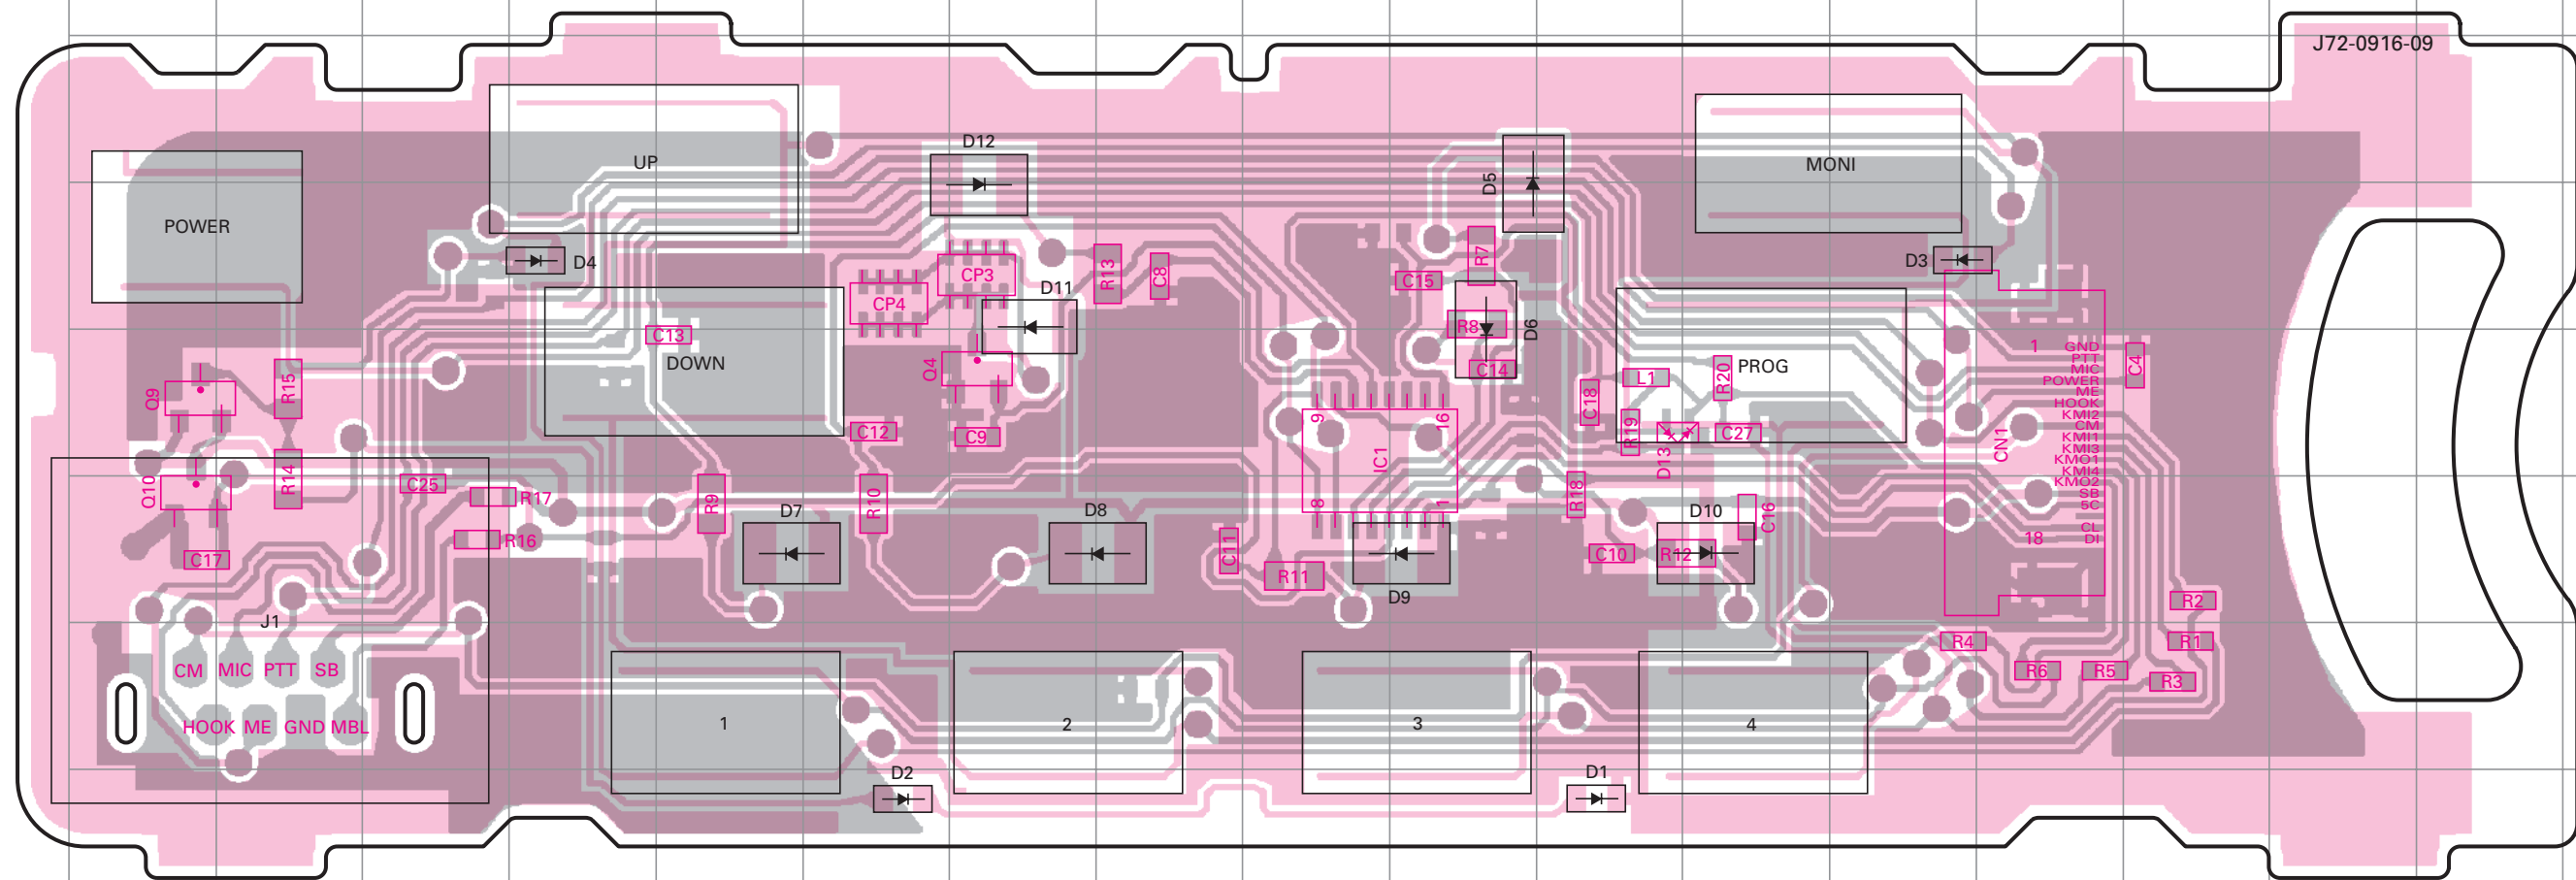 J72-0916-09
D12
UP
MONI
D5
POWER
R7
D4
CP3
R13
C8
D3
C15
D11
CP4
R8
D6
C13
DOWN
Q4
C14
PROG
L1
R20
1
GND
PTT
MIC
POWER
ME
HOOK
KMI2
CM
KMI1
KMI3
KMO1
KMI4
KMO2
SB
5C
CL
18 DI
CN1
C4
Q9
R15
C18
R19
C27
D13
C12
C9
9
16
IC1
8
1
Q10
R14
C25
R17
R9
R10
R18
C16
D7
D8
D10
R16
C17
C11
C10
R12
R11
D9
R2
J1
R4
R1
CM
MIC
PTT
SB
R6
R5
R3
HOOK
ME
GND
MBL
1
2
3
4
D2
D1